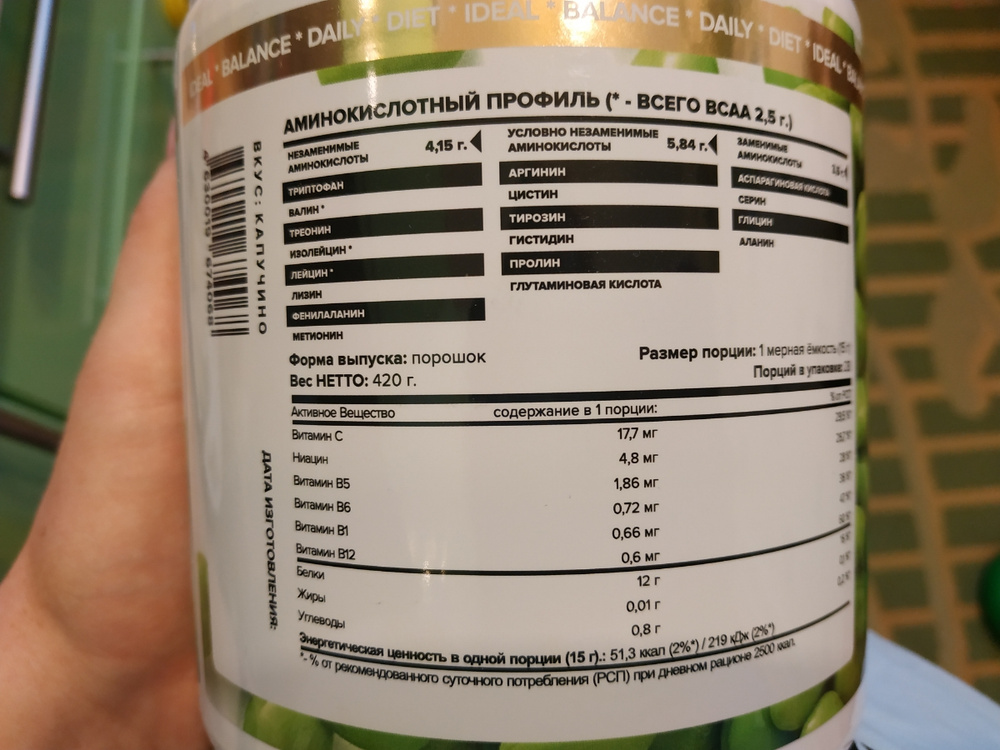 IDEAL * BALANCE * DAILY * DIET * IDEAL * BALANCE * DAILY * DIET * IDEAL * BA
АМИНОКИСЛОТНЫЙ ПРОФИЛЬ (* - ВСЕГО BCAA 2,5 г.)
НЕЗАМЕНИМЫЕ АМИНОКИСЛОТЫ 4,15 г.
ТРИПТОФАН
ВАЛИН *
ТРЕОНИН
ИЗОЛЕЙЦИН *
ЛЕЙЦИН *
ЛИЗИН
ФЕНИЛАЛАНИН
МЕТИОНИН
УСЛОВНО НЕЗАМЕНИМЫЕ АМИНОКИСЛОТЫ 5,84 г.
АРГИНИН
ЦИСТИН
ТИРОЗИН
ГИСТИДИН
ПРОЛИН
ГЛУТАМИНОВАЯ КИСЛОТА
ЗАМЕНИМЫЕ АМИНОКИСЛОТЫ
АСПАРАГИНОВАЯ КИСЛОТА
СЕРИН
ГЛИЦИН
АЛАНИН
ВКУС: КАПУЧИНО
Форма выпуска: порошок
Вес НЕТТО: 420 г.
Размер порции: 1 мерная ёмкость (15 г)
Порций в упаковке:
Активное Вещество содержание в 1 порции:
Витамин C 17,7 мг
Ниацин 4,8 мг
Витамин B5 1,86 мг
Витамин B6 0,72 мг
Витамин B1 0,66 мг
Витамин B12 0,6 мг
Белки 12 г
Жиры 0,01 г
Углеводы 0,8 г
Энергетическая ценность в одной порции (15 г).: 51,3 ккал (2%*) / 219 кДж (2%*)
*- % от рекомендованного суточного потребления (РСП) при дневном рационе 2500 ккал.
ДАТА ИЗГОТОВЛЕНИЯ: